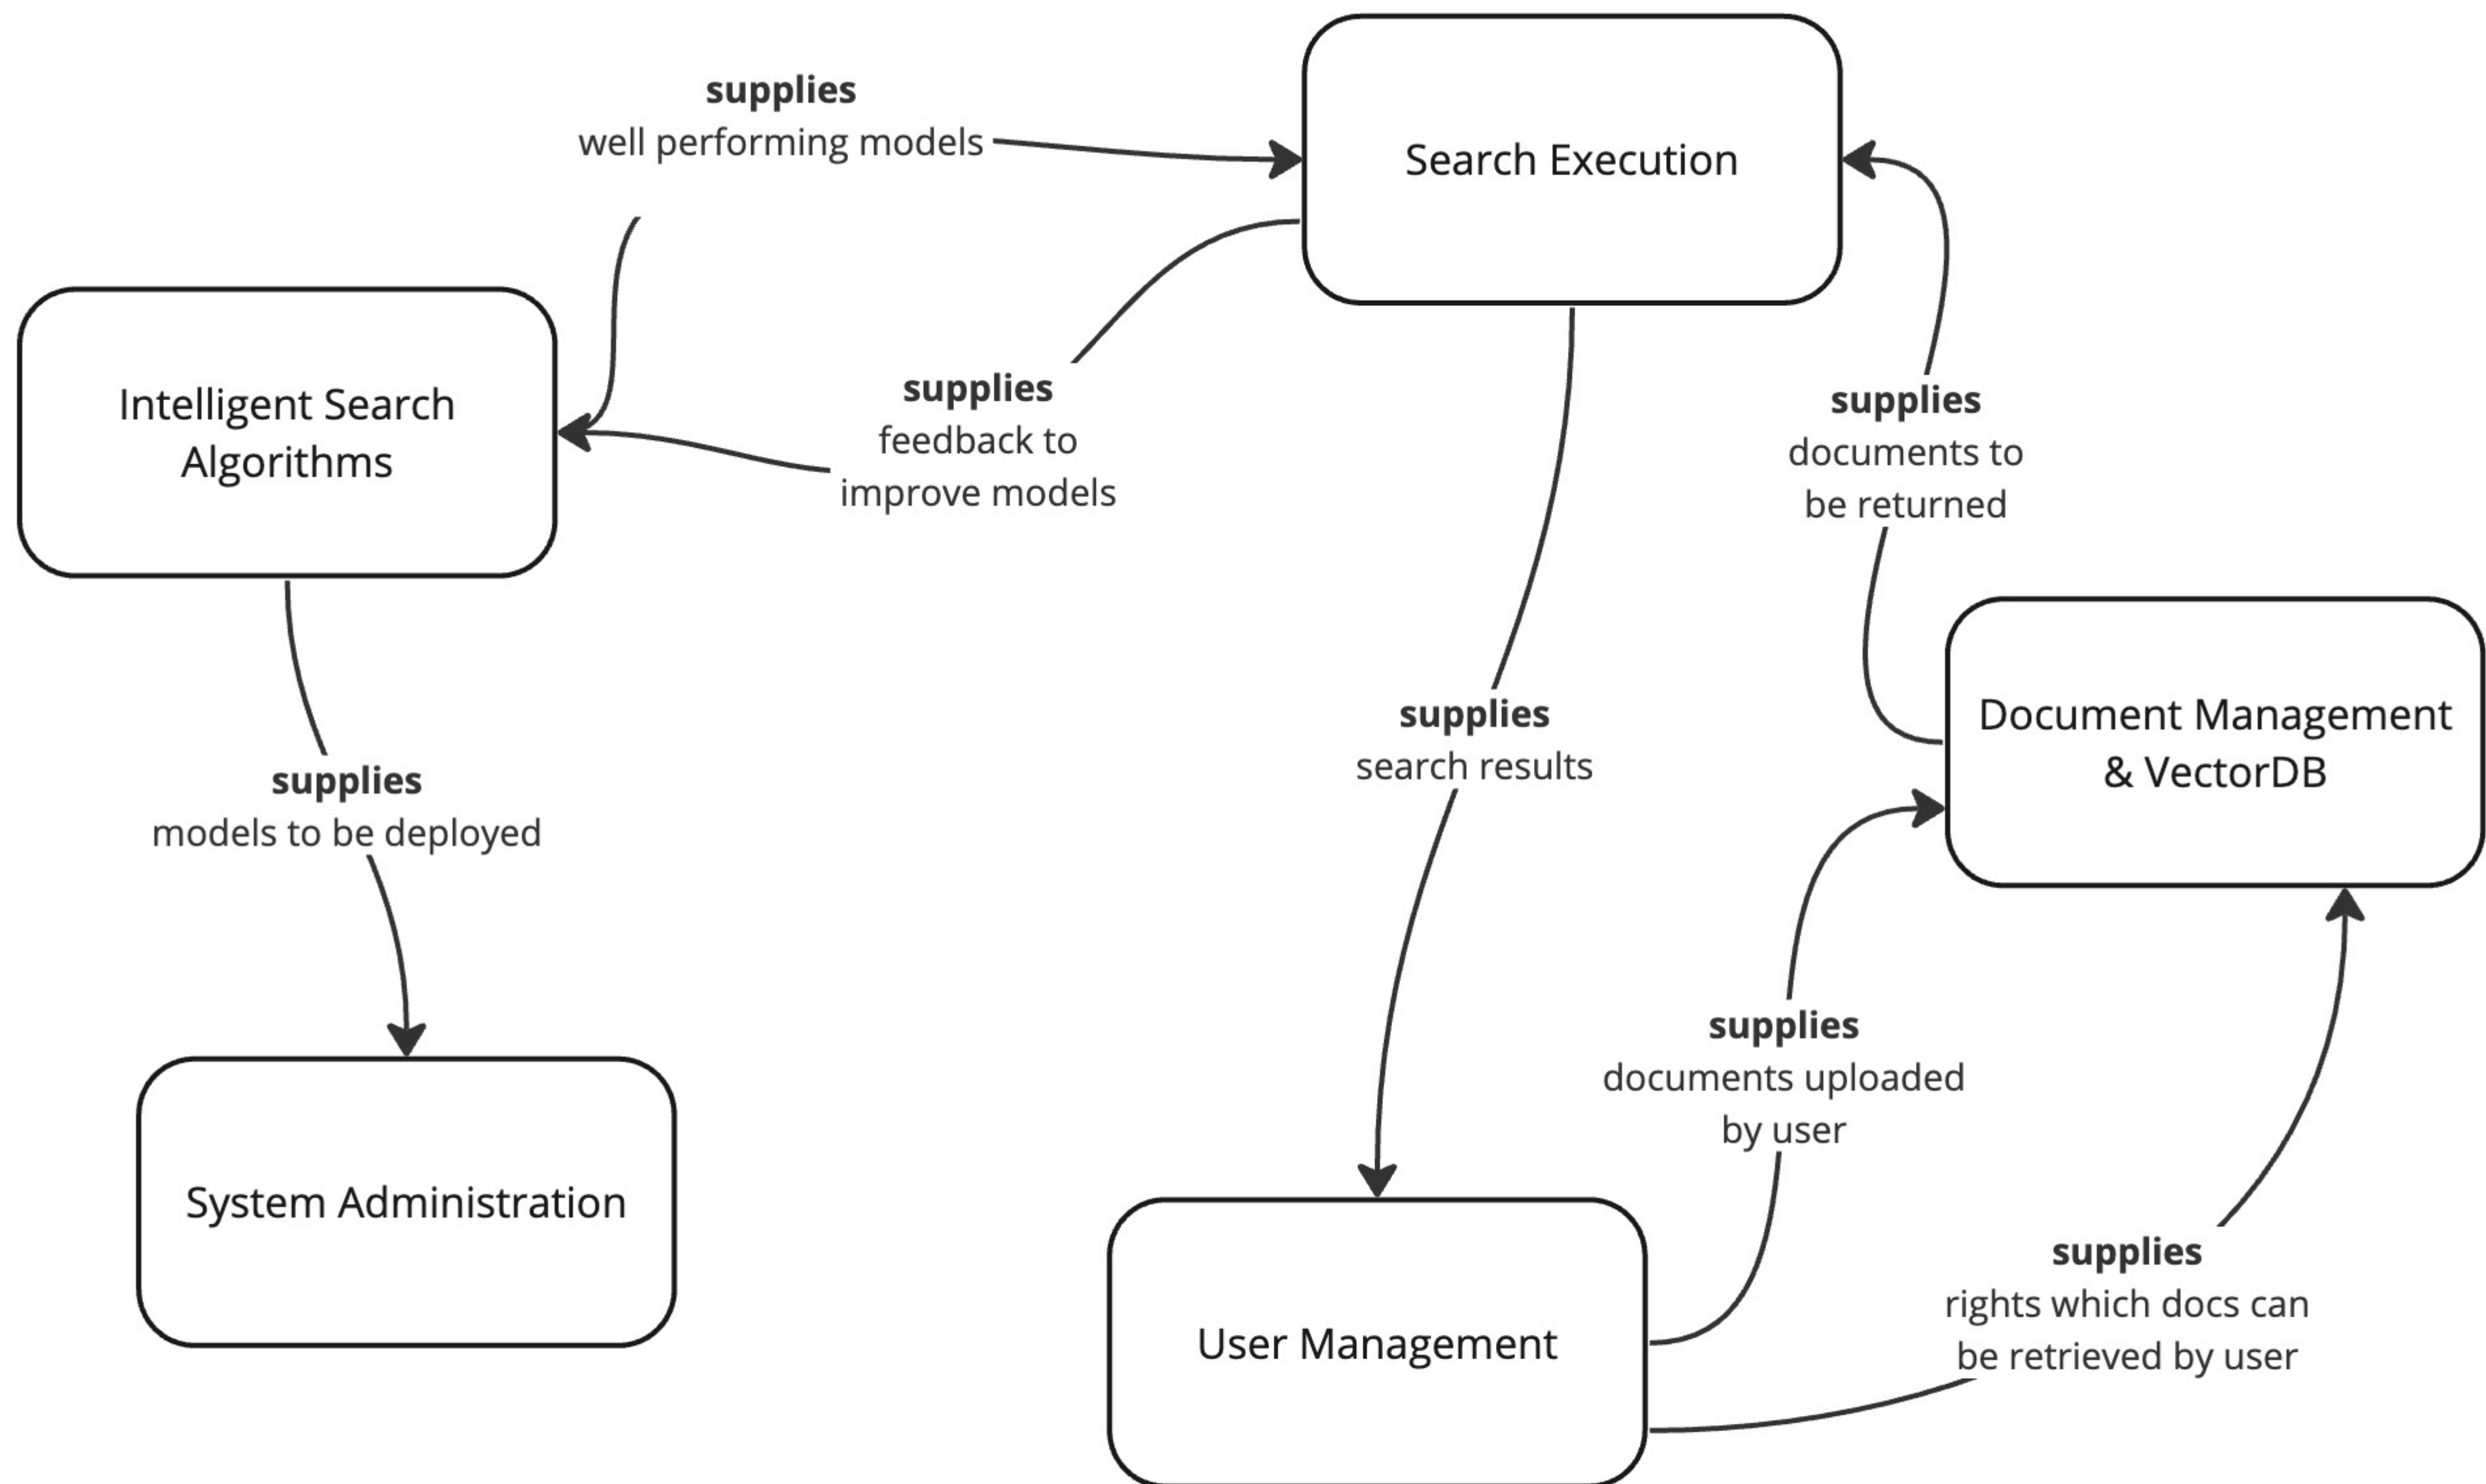 supplies
well performing models
Search Execution
Intelligent Search
Algorithms
supplies
feedback to
improve models
supplies
documents to
be returned
supplies
search results
Document Management
& VectorDB
supplies
models to be deployed
supplies
documents uploaded
by user
System Administration
User Management
supplies
rights which docs can
be retrieved by user